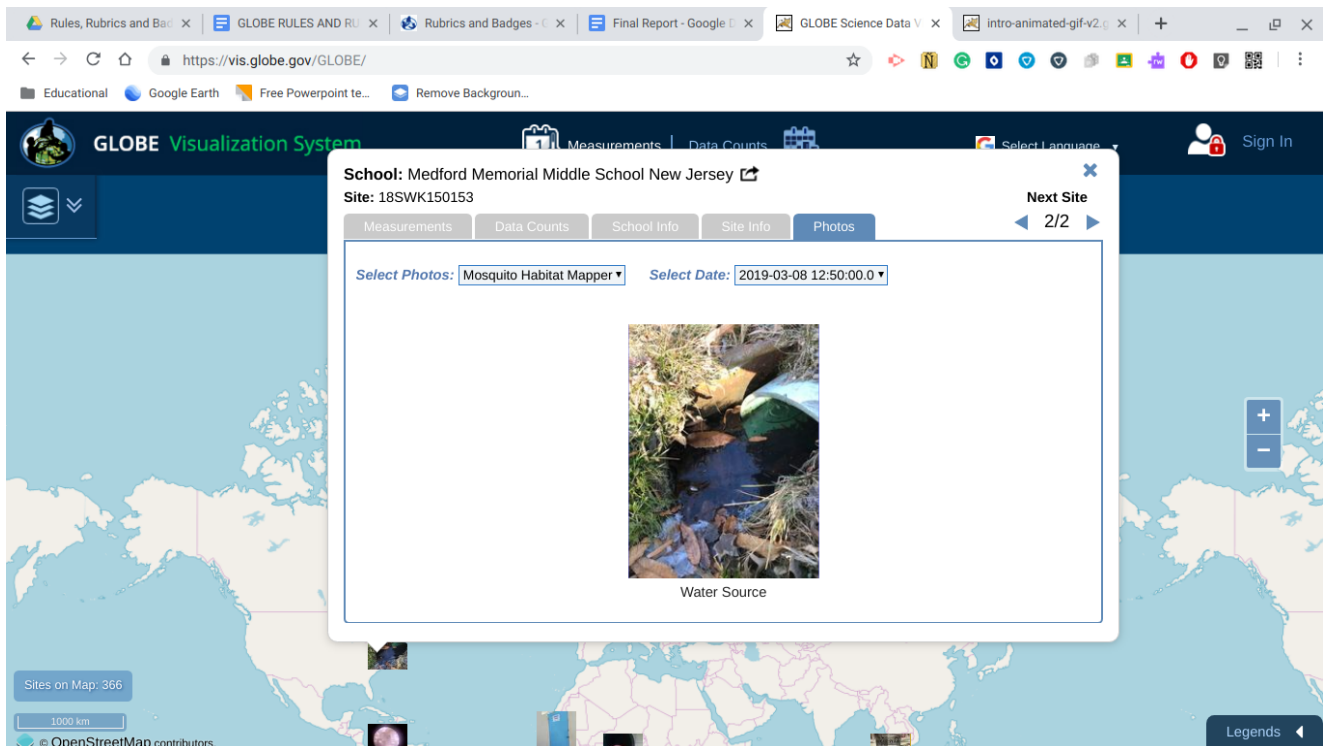 Rules, Rubrics and Bad
GLOBE RULES AND RU
Rubrics and Badges - G
Final Report - Google D
GLOBE Science Data V
intro-animated-gif-v2.g
https://vis.globe.gov/GLOBE/
Educational
Google Earth
Free Powerpoint te...
Remove Backgroun...
GLOBE Visualization System
1
Measurements
Data Counts
Select Language
Sign In
School: Medford Memorial Middle School New Jersey
Site: 18SWK150153
Next Site
Measurements
Data Counts
School Info
Site Info
Photos
2/2
Select Photos: Mosquito Habitat Mapper
Select Date: 2019-03-08 12:50:00.0
Water Source
+
−
Sites on Map: 366
1000 km
© OpenStreetMap contributors
Legends